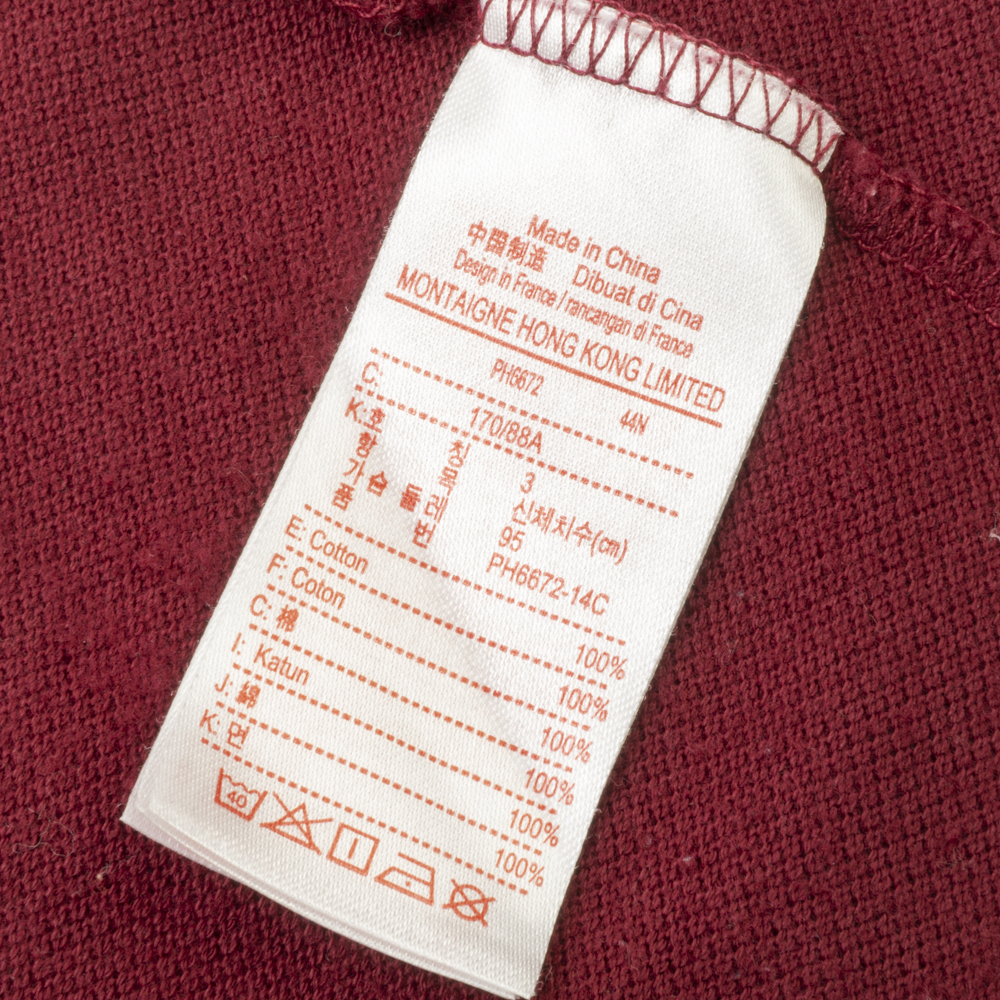 Made in China
中国制造 Dibuat di Cina
Design in France / rancangan di France
MONTAIGNE HONG KONG LIMITED
PH6672 44N
C: 170/88A
K: 호 칭 3
항 목 신체치수(cm)
가슴둘레 95
품 번 PH6672-14C
E: Cotton 100%
F: Coton 100%
C: 棉 100%
I: Katun 100%
J: 綿 100%
K: 면 100%
40